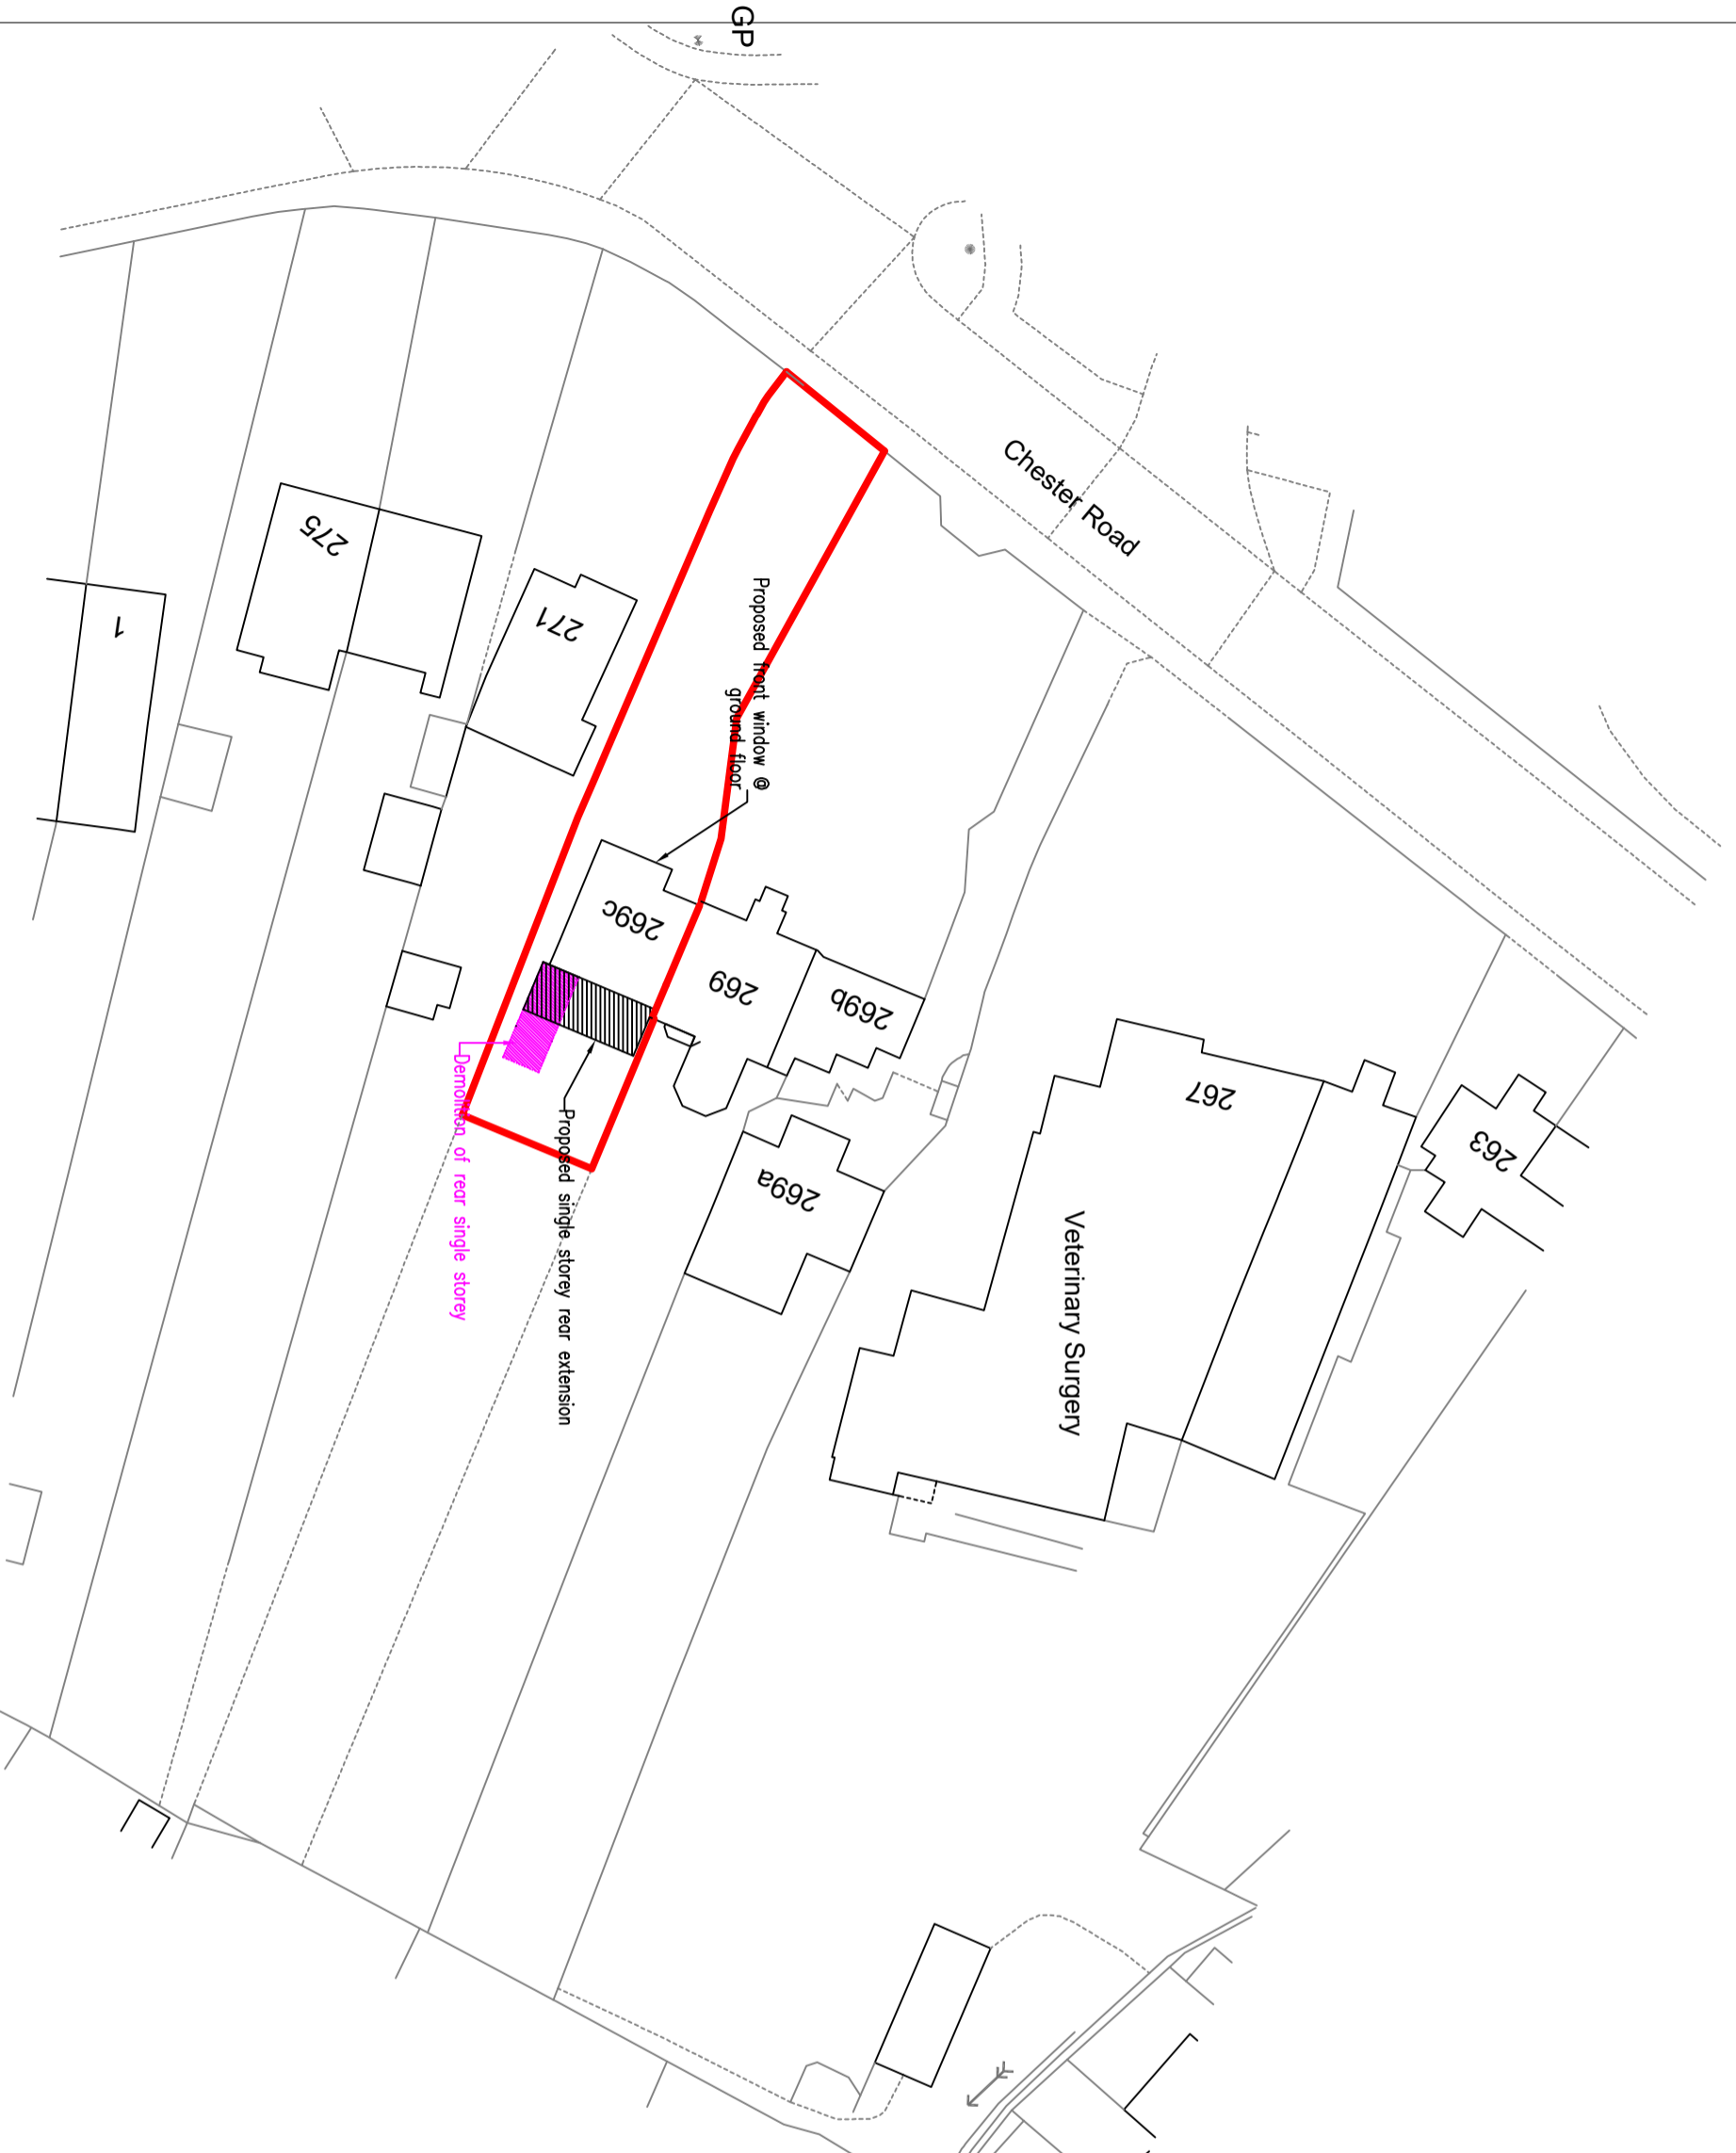 GP
Chester Road
275
1
271
Proposed front window @
ground floor
269c
269
269b
267
263
269a
Veterinary Surgery
Demolition of rear single storey
Proposed single storey rear extension